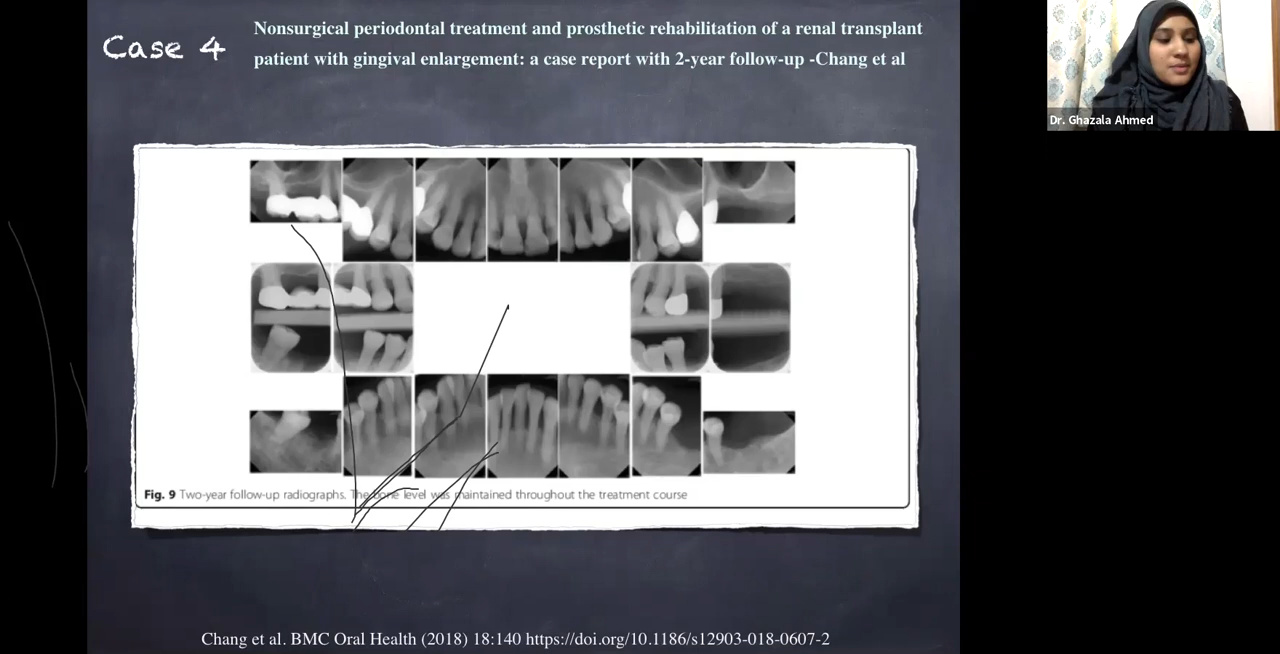 Case 4
Nonsurgical periodontal treatment and prosthetic rehabilitation of a renal transplant
patient with gingival enlargement: a case report with 2-year follow-up -Chang et al
Dr. Ghazala Ahmed
Fig. 9 Two-year follow-up radiographs. The bone level was maintained throughout the treatment course
Chang et al. BMC Oral Health (2018) 18:140 https://doi.org/10.1186/s12903-018-0607-2